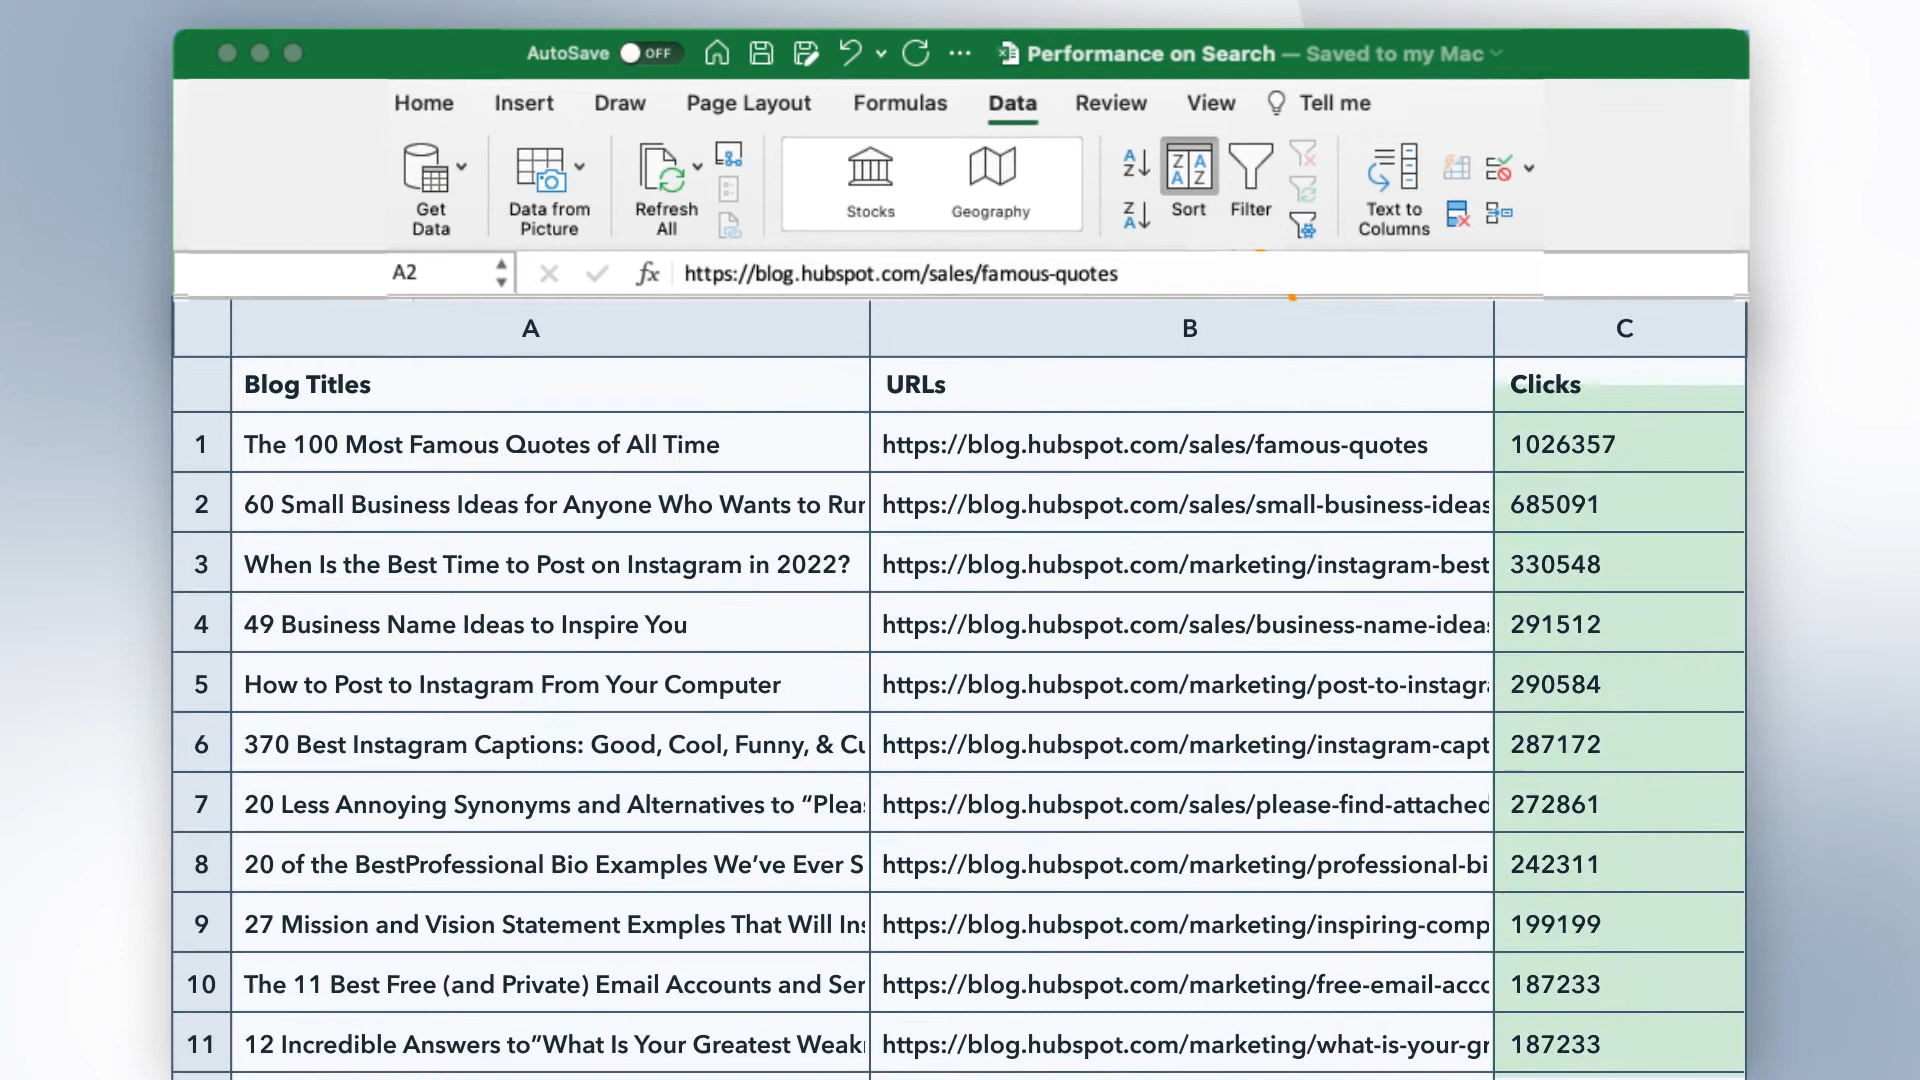 AutoSave OFF Performance on Search — Saved to my Mac
Home Insert Draw Page Layout Formulas Data Review View Tell me
Get Data
Data from Picture
Refresh All
Stocks
Geography
Sort
Filter
Text to Columns
A2 fx https://blog.hubspot.com/sales/famous-quotes
A B C
Blog Titles URLs Clicks
1 The 100 Most Famous Quotes of All Time https://blog.hubspot.com/sales/famous-quotes 1026357
2 60 Small Business Ideas for Anyone Who Wants to Run https://blog.hubspot.com/sales/small-business-ideas 685091
3 When Is the Best Time to Post on Instagram in 2022? https://blog.hubspot.com/marketing/instagram-best 330548
4 49 Business Name Ideas to Inspire You https://blog.hubspot.com/sales/business-name-ideas 291512
5 How to Post to Instagram From Your Computer https://blog.hubspot.com/marketing/post-to-instagr 290584
6 370 Best Instagram Captions: Good, Cool, Funny, & Cu https://blog.hubspot.com/marketing/instagram-capt 287172
7 20 Less Annoying Synonyms and Alternatives to “Pleas https://blog.hubspot.com/sales/please-find-attached 272861
8 20 of the BestProfessional Bio Examples We’ve Ever S https://blog.hubspot.com/marketing/professional-bi 242311
9 27 Mission and Vision Statement Exmples That Will Ins https://blog.hubspot.com/marketing/inspiring-comp 199199
10 The 11 Best Free (and Private) Email Accounts and Ser https://blog.hubspot.com/marketing/free-email-acco 187233
11 12 Incredible Answers to”What Is Your Greatest Weak https://blog.hubspot.com/marketing/what-is-your-gr 187233